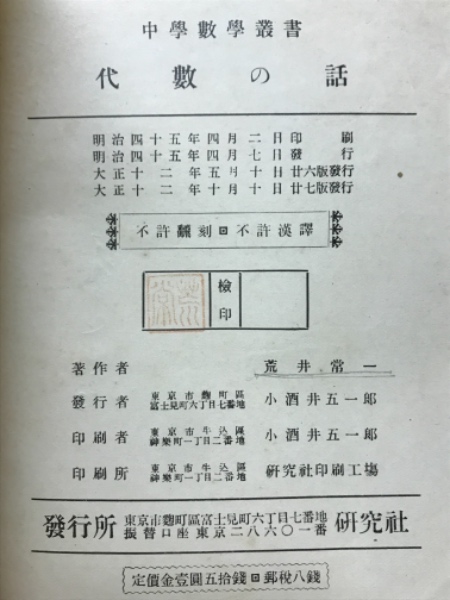 中學數學叢書
代數の話
明治四十五年四月二日印刷
明治四十五年四月七日發行
大正十二年五月十日廿六版發行
大正十二年十月十日廿七版發行
不許飜刻 不許漢譯
檢印
著作者 荒井常一
發行者 東京市麴町區富士見町六丁目七番地 小酒井五一郞
印刷者 東京市牛込區神樂町一丁目二番地 小酒井五一郞
印刷所 東京市牛込區神樂町一丁目二番地 硏究社印刷工場
發行所 東京市麴町區富士見町六丁目七番地 振替口座東京二八六〇一番 硏究社
定價金壹圓五拾錢 郵稅八錢